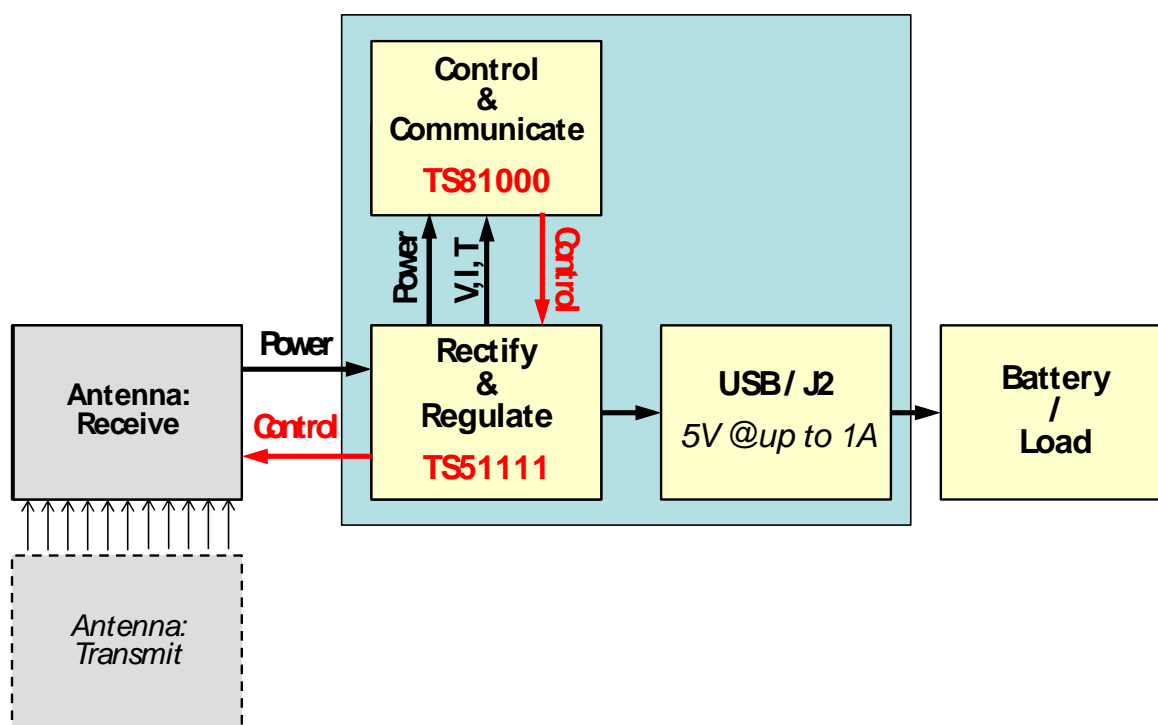 Control
&
Communicate
TS81000
Power
V, I, T
Control
Power
Control
Antenna:
Receive
Rectify
&
Regulate
TS51111
USB / J2
5V @up to 1A
Battery
/
Load
Antenna:
Transmit